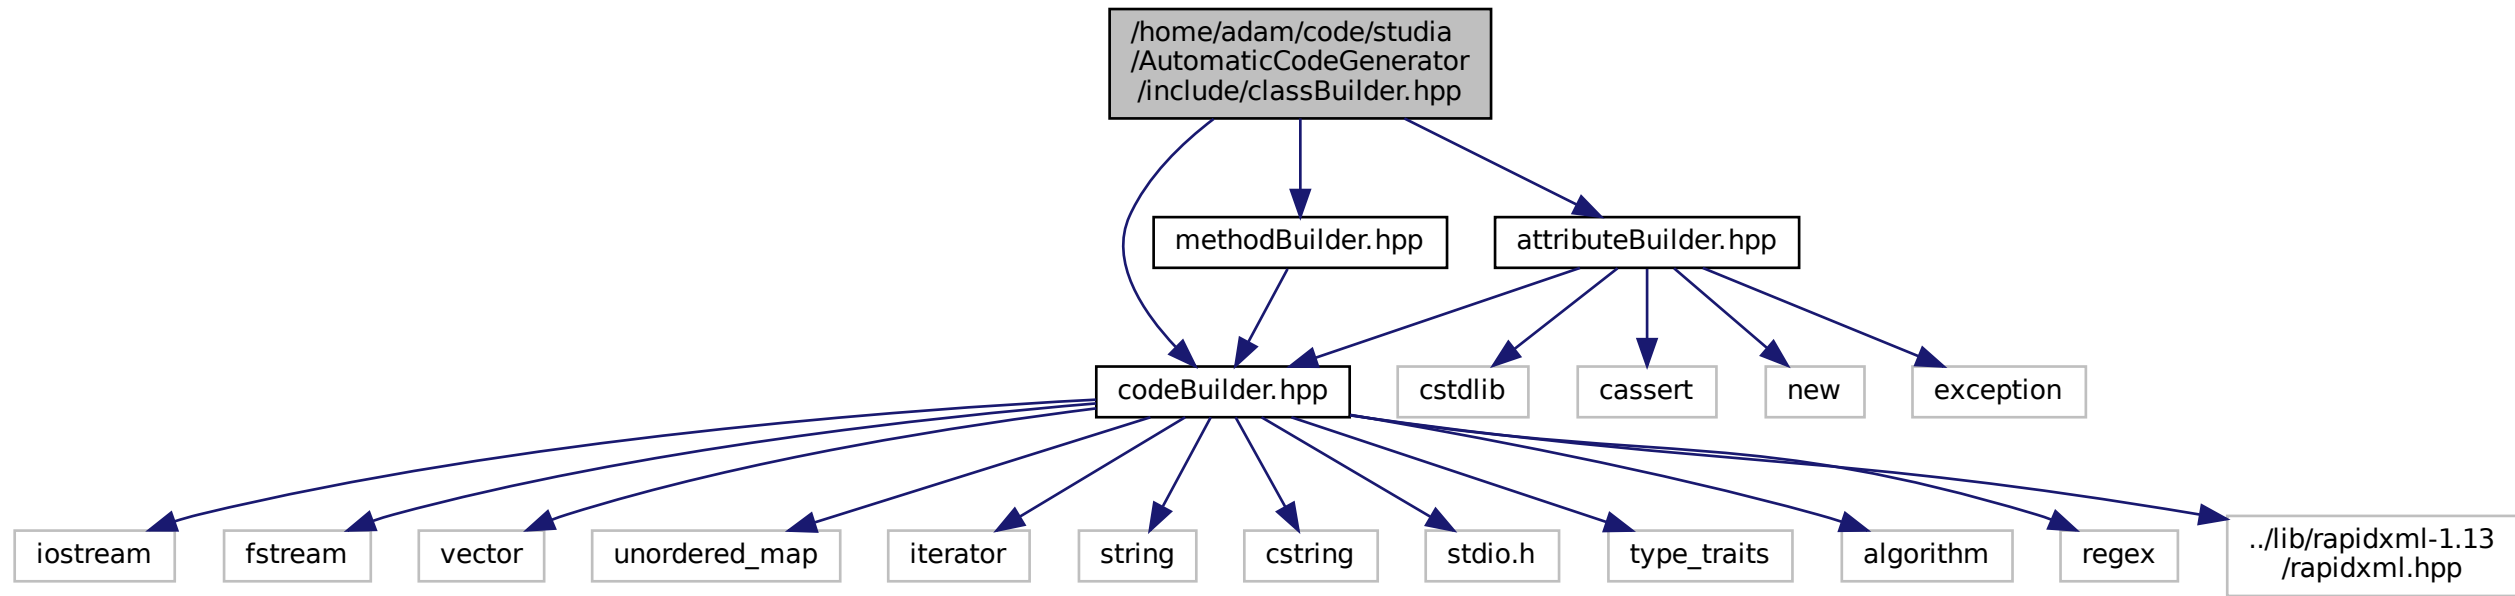 /home/adam/code/studia
/AutomaticCodeGenerator
/include/classBuilder.hpp
methodBuilder.hpp
attributeBuilder.hpp
codeBuilder.hpp
cstdlib
cassert
new
exception
iostream
fstream
vector
unordered_map
iterator
string
cstring
stdio.h
type_traits
algorithm
regex
../lib/rapidxml-1.13
/rapidxml.hpp